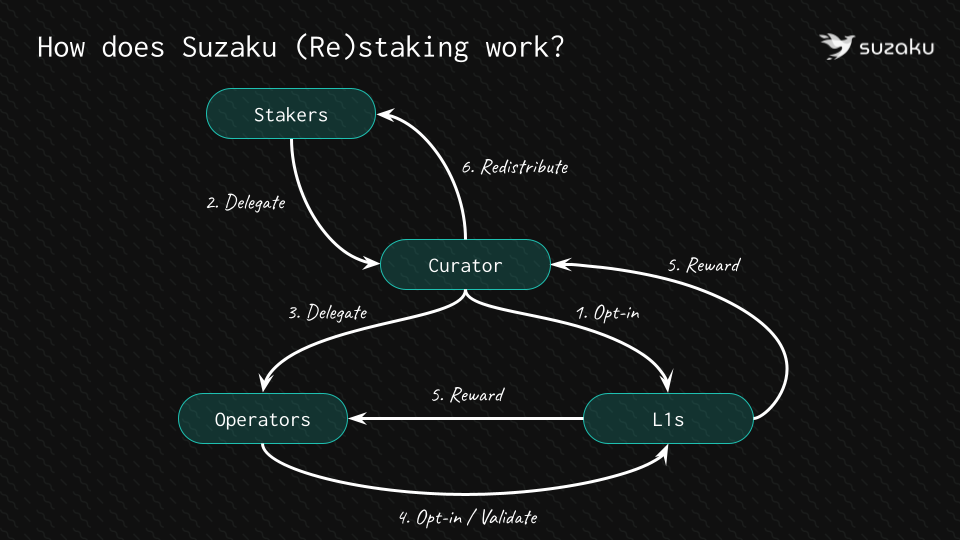 How does Suzaku (Re)staking work?
suzaku
Stakers
6. Redistribute
2. Delegate
Curator
5. Reward
3. Delegate
1. Opt-in
5. Reward
Operators
L1s
4. Opt-in / Validate